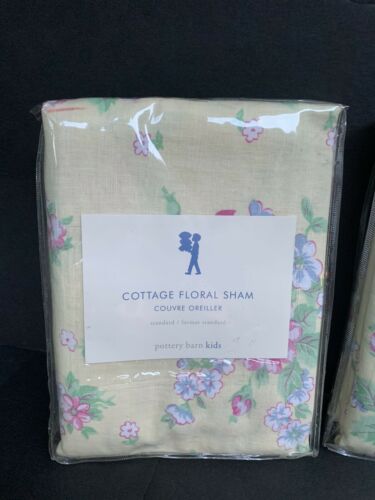 COTTAGE FLORAL SHAM
COUVRE OREILLER
standard / format standard
pottery barn kids